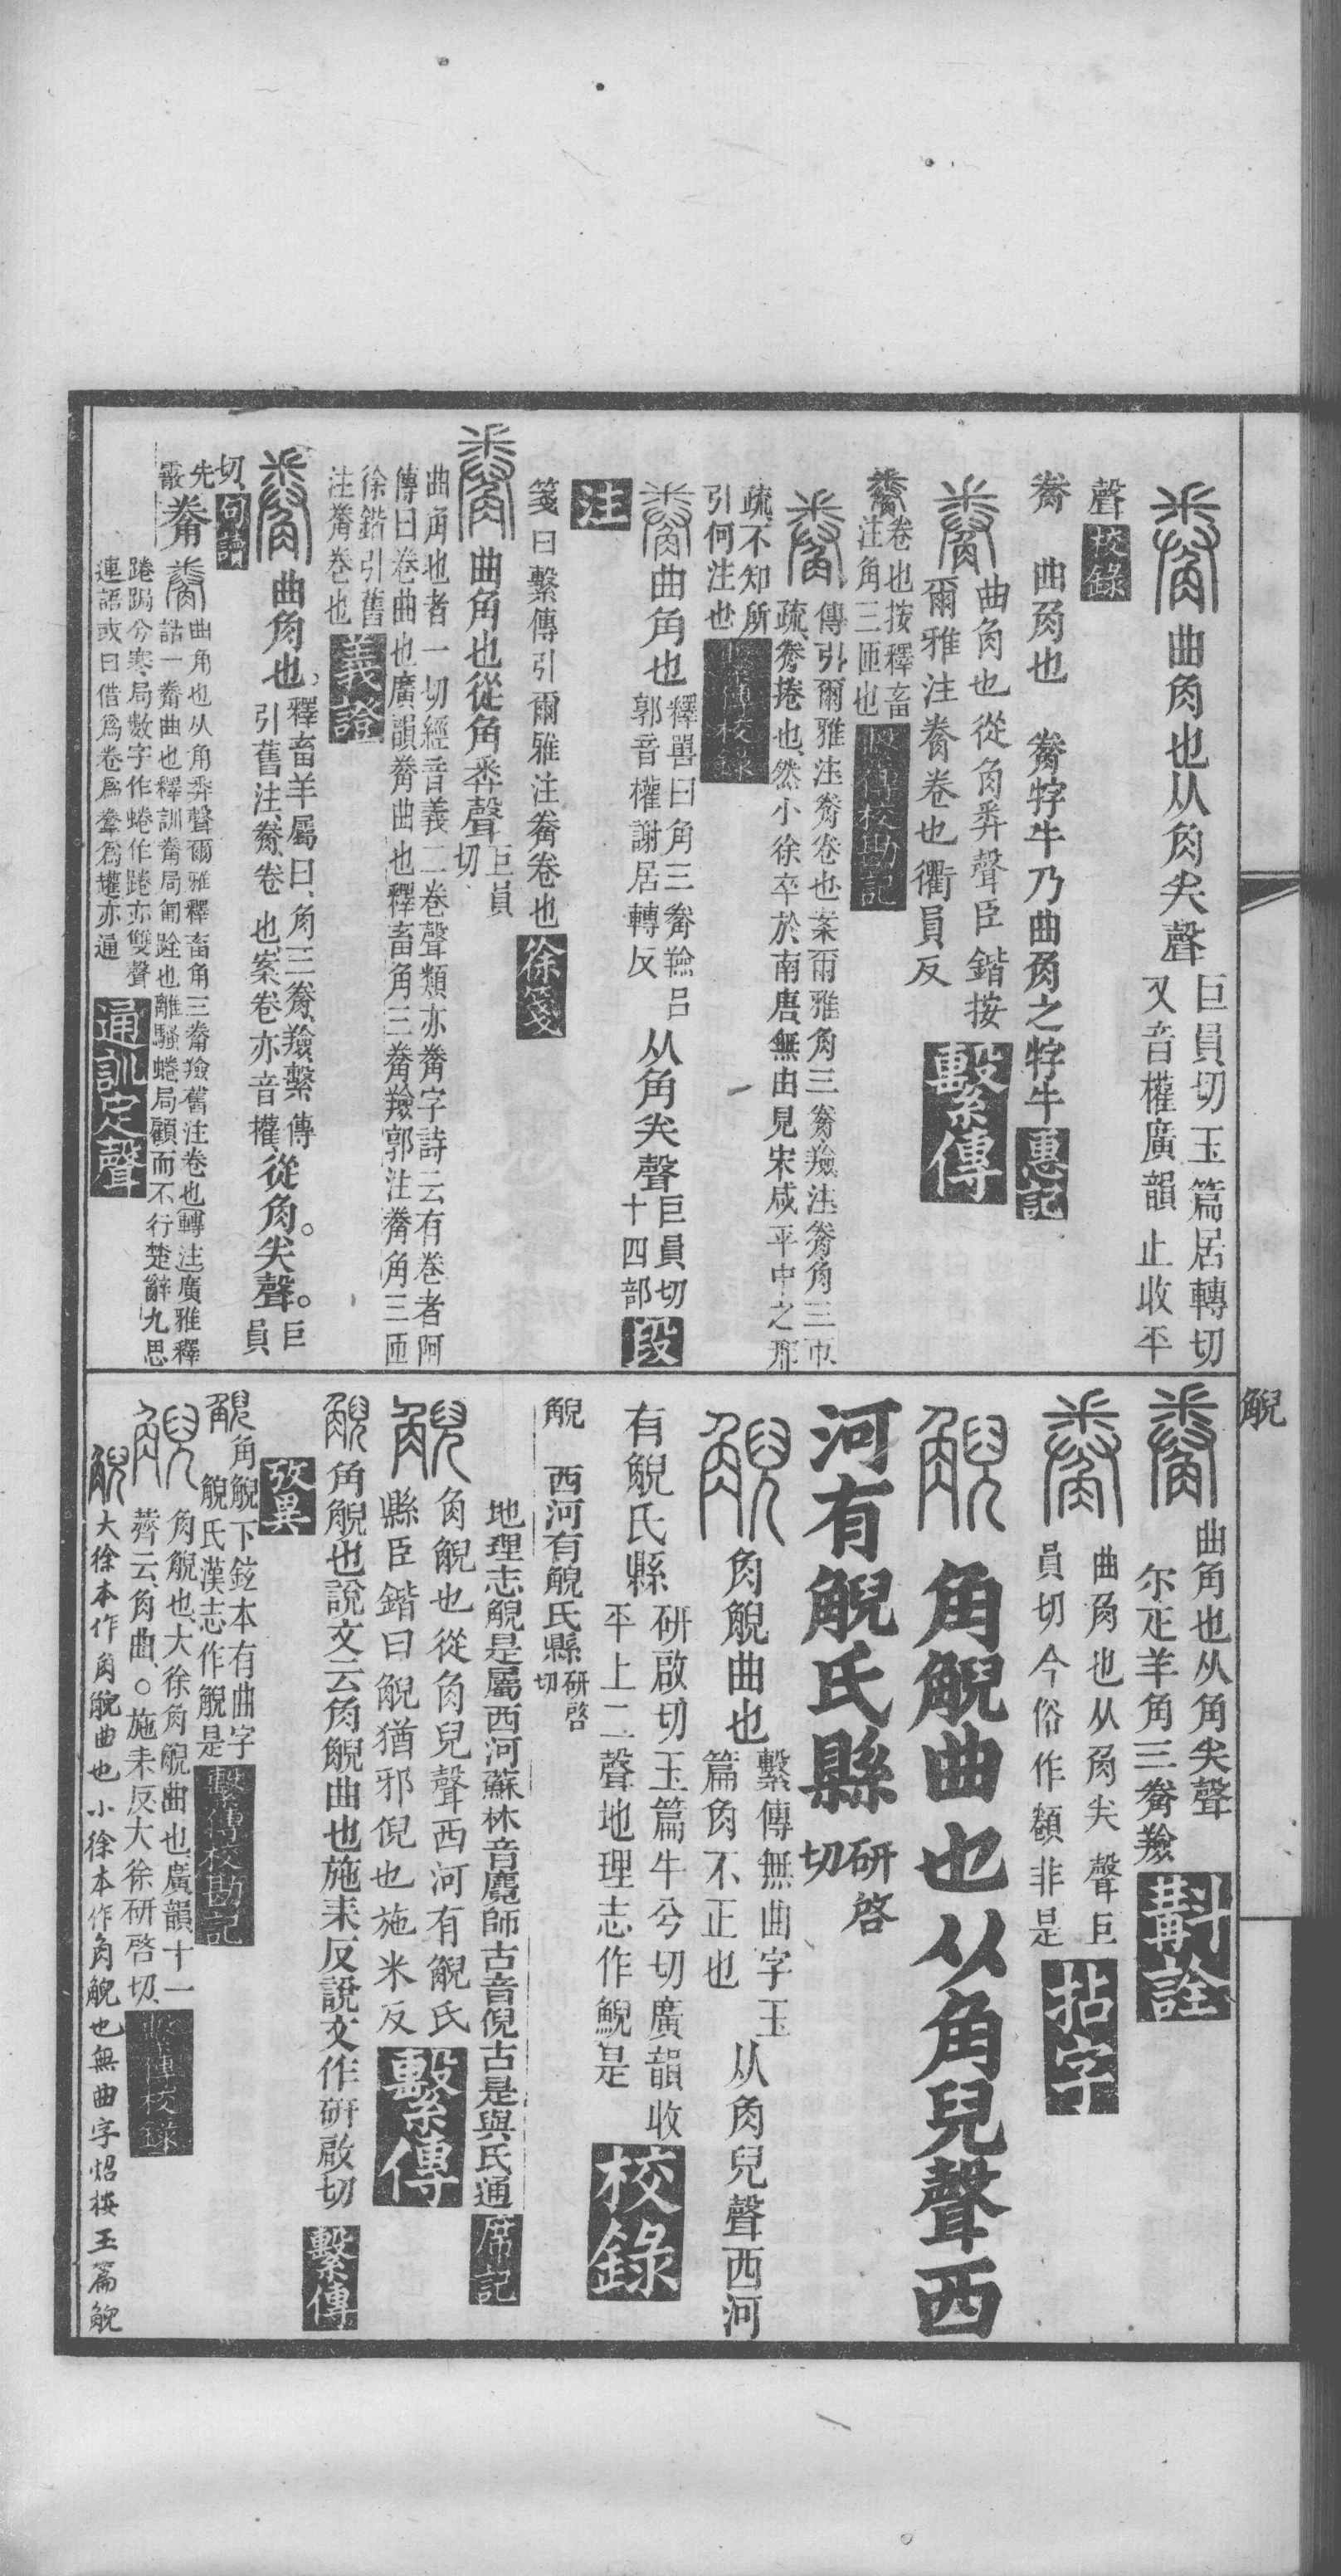 觬
觠曲角也从角𢍏聲巨員切玉篇居轉切
又音權廣韻止收平
聲校錄
觠 曲角也 觠牸牛乃曲角之牸牛惠記
觠曲角也從角𢍏聲臣鍇按
爾雅注觠卷也衢員反繫傳
觠卷也按釋畜
注角三匝也繫傳校勘記
觠傳引爾雅注觠卷也案爾雅角三觠羷注觠角三帀
疏觠捲也然小徐卒於南唐無由見宋咸平中之邢
疏不知所
引何注也繫傳校錄
觠曲角也釋嘼曰角三觠羷吕
郭音權謝居轉反从角𢍏聲巨員切
十四部段
注
箋曰繫傳引爾雅注觠卷也徐箋
觠曲角也從角𢍏聲巨員
切
曲角也者一切經音義二卷聲類亦觠字詩云有卷者阿
傳曰卷曲也廣韻觠曲也釋畜角三觠羷郭注觠角三匝
徐鍇引舊
注觠卷也義證
觠曲角也釋畜羊屬曰角三觠羷繫傳
引舊注觠卷也案卷亦音權從角𢍏聲巨
員
切句讀
先
霰觠觠曲角也从角𢍏聲爾雅釋畜角三觠羷舊注卷也轉注廣雅釋
詁一觠曲也釋訓觠局匍跧也離騷蜷局顧而不行楚辭九思
踡跼兮寒局數字作蜷作踡亦雙聲
連語或曰借爲卷爲拳爲趯亦通通訓定聲
觠曲角也从角𢍏聲
尒疋羊角三觠羷斠詮
觠曲角也从角𢍏聲巨
員切今俗作顴非是拈字
觬角觬曲也从角兒聲西
河有觬氏縣研啓
切
觬角觬曲也繫傳無曲字玉
篇角不正也从角兒聲西河
有觬氏縣研啟切玉篇牛兮切廣韻收
平上二聲地理志作鯢是校錄
觬 西河有觬氏縣研啓
切
地理志觬是屬西河蘇林音麑師古音倪古是與氏通席記
觬角觬也從角兒聲西河有觬氏
縣臣鍇曰觬猶邪倪也施米反繫傳
觬角觬也說文云角觬曲也施耒反說文作研啟切繫傳
攷異
觬角觬下鉉本有曲字
觬氏漢志作觬是繫傳校勘記
觬角觬也大徐角觬曲也廣韻十一
薺云角曲。施耒反大徐研啓切繫傳校錄
觬大徐本作角觬曲也小徐本作角觬也無曲字炤按玉篇觬